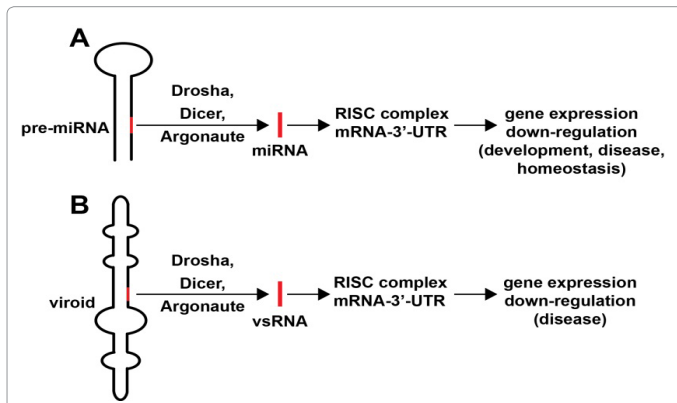 A
Drosha,
Dicer,
Argonaute
pre-miRNA
miRNA
RISC complex
mRNA-3'-UTR
gene expression
down-regulation
(development, disease,
homeostasis)
B
Drosha,
Dicer,
Argonaute
viroid
vsRNA
RISC complex
mRNA-3'-UTR
gene expression
down-regulation
(disease)